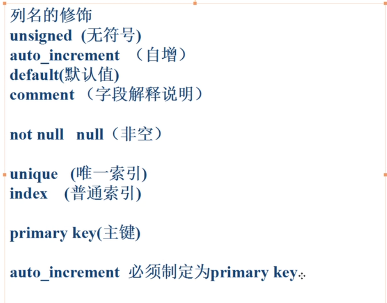 列名的修饰
unsigned (无符号)
auto_increment （自增）
default(默认值)
comment （字段解释说明）
not null null（非空）
unique (唯一索引)
index (普通索引)
primary key(主键)
auto_increment 必须制定为primary key.